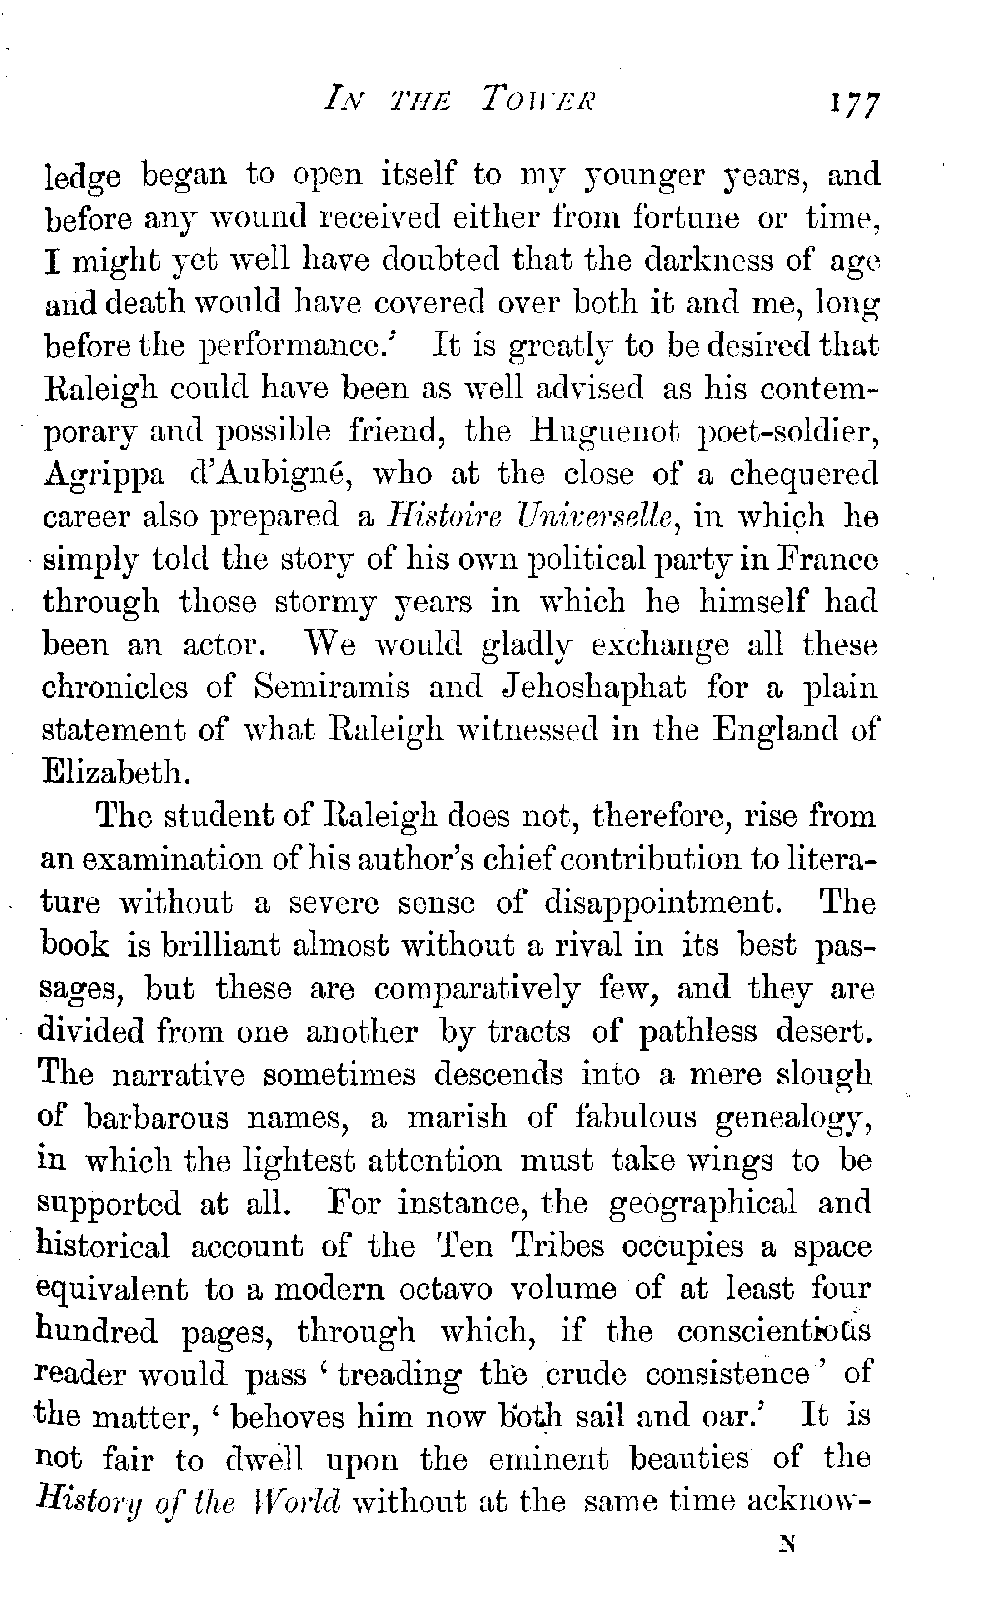 IN THE TOWER 177
ledge began to open itself to my younger years, and
before any wound received either from fortune or time,
I might yet well have doubted that the darkness of age
and death would have covered over both it and me, long
before the performance.’ It is greatly to be desired that
Raleigh could have been as well advised as his contem-
porary and possible friend, the Huguenot poet-soldier,
Agrippa d’Aubigné, who at the close of a chequered
career also prepared a Histoire Universelle, in which he
simply told the story of his own political party in France
through those stormy years in which he himself had
been an actor. We would gladly exchange all these
chronicles of Semiramis and Jehoshaphat for a plain
statement of what Raleigh witnessed in the England of
Elizabeth.
The student of Raleigh does not, therefore, rise from
an examination of his author’s chief contribution to litera-
ture without a severe sense of disappointment. The
book is brilliant almost without a rival in its best pas-
sages, but these are comparatively few, and they are
divided from one another by tracts of pathless desert.
The narrative sometimes descends into a mere slough
of barbarous names, a marish of fabulous genealogy,
in which the lightest attention must take wings to be
supported at all. For instance, the geographical and
historical account of the Ten Tribes occupies a space
equivalent to a modern octavo volume of at least four
hundred pages, through which, if the conscientious
reader would pass ‘treading the crude consistence’ of
the matter, ‘behoves him now both sail and oar.’ It is
not fair to dwell upon the eminent beauties of the
History of the World without at the same time acknow-
N